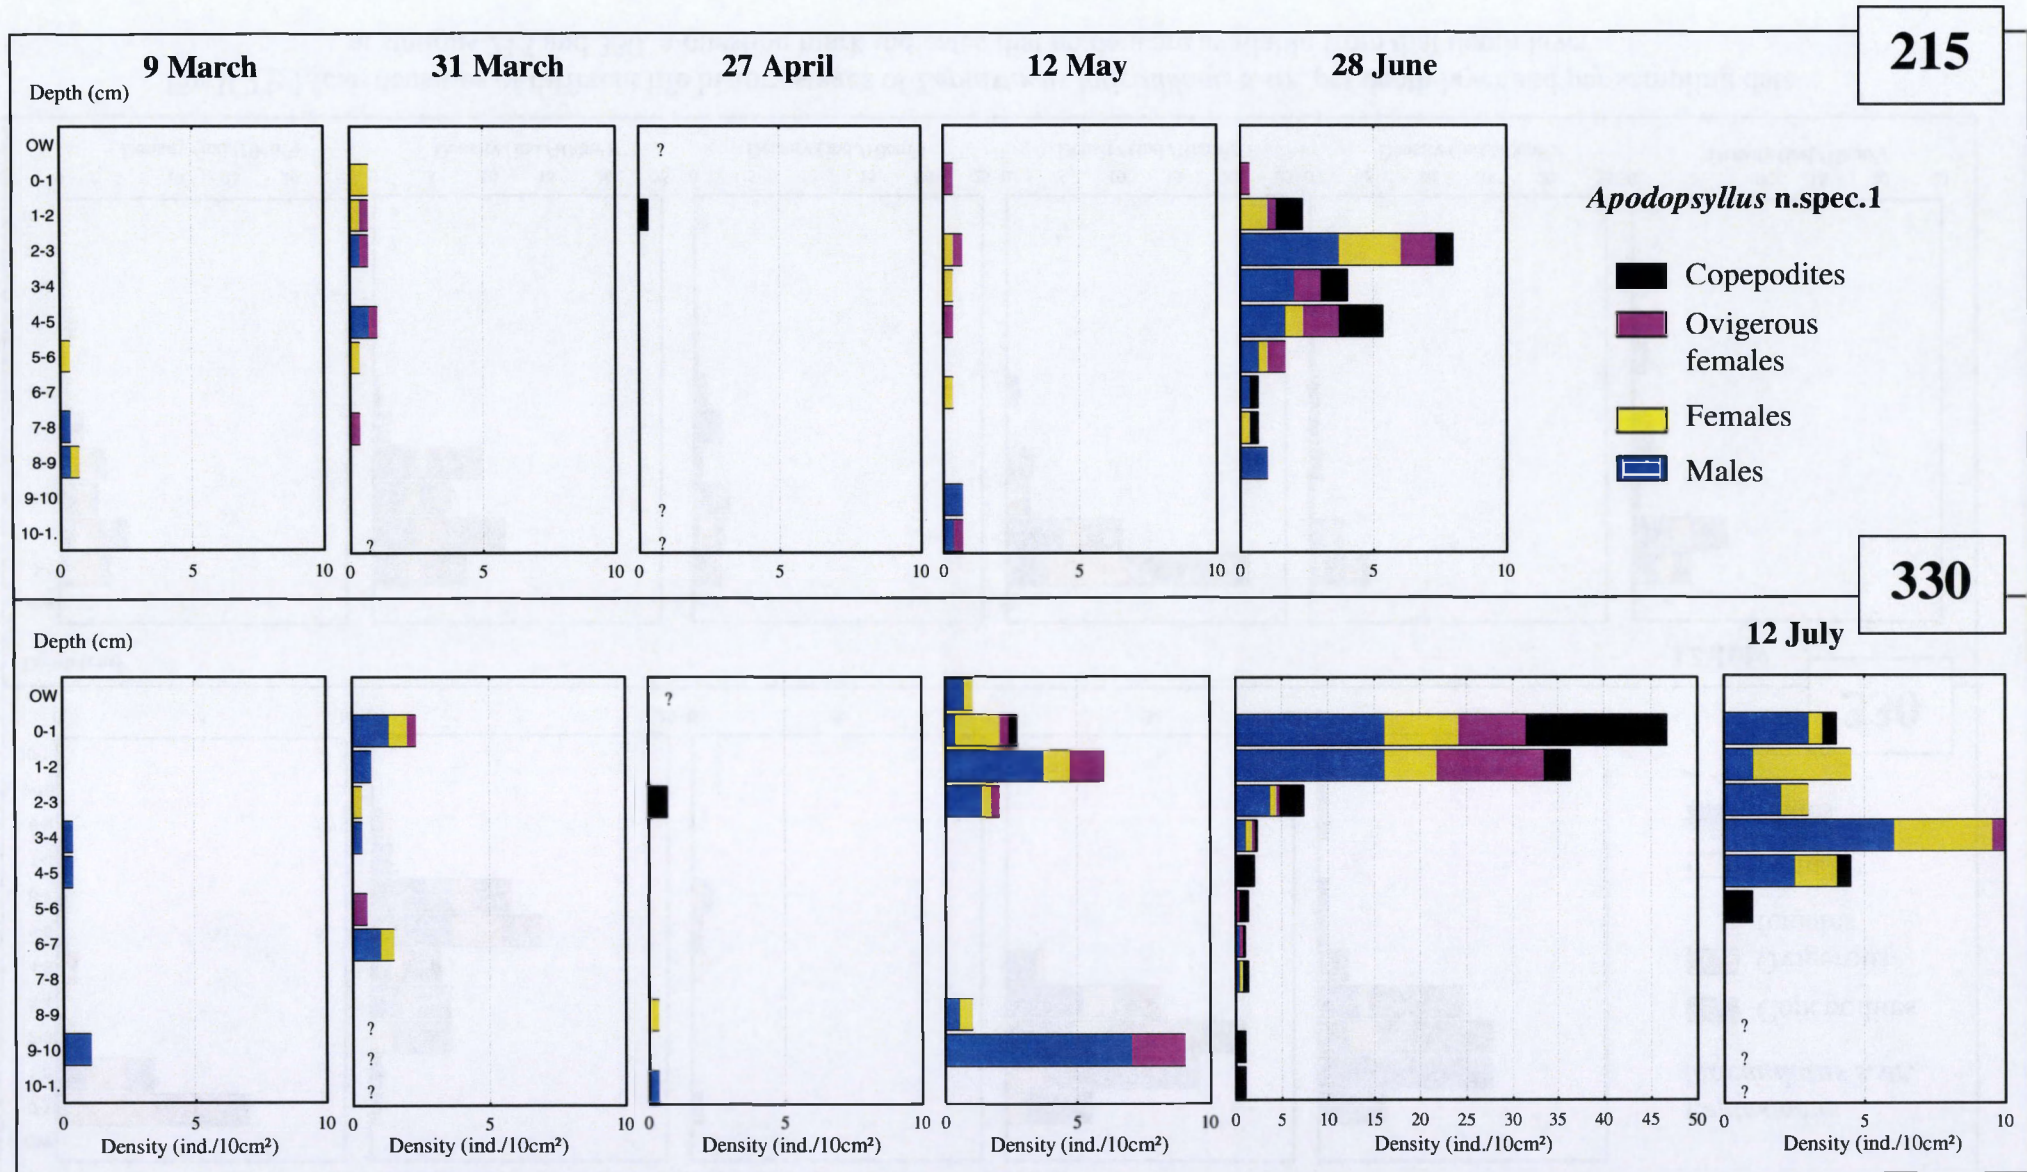 215
9 March 31 March 27 April 12 May 28 June
Depth (cm)
OW ?
0-1
1-2
2-3
3-4
4-5
5-6
6-7
7-8
8-9
9-10 ?
10-1. ? ?
0 5 10 0 5 10 0 5 10 0 5 10 0 5 10
Apodopsyllus n.spec.1
Copepodites
Ovigerous
females
Females
Males
330
12 July
Depth (cm)
OW ?
0-1
1-2
2-3
3-4
4-5
5-6
6-7
7-8
8-9 ? ?
9-10 ? ?
10-1. ? ?
0 5 10 0 5 10 0 5 10 0 5 10 0 5 10 15 20 25 30 35 40 45 50 0 5 10
Density (ind./10cm²) Density (ind./10cm²) Density (ind./10cm²) Density (ind./10cm²) Density (ind./10cm²) Density (ind./10cm²)